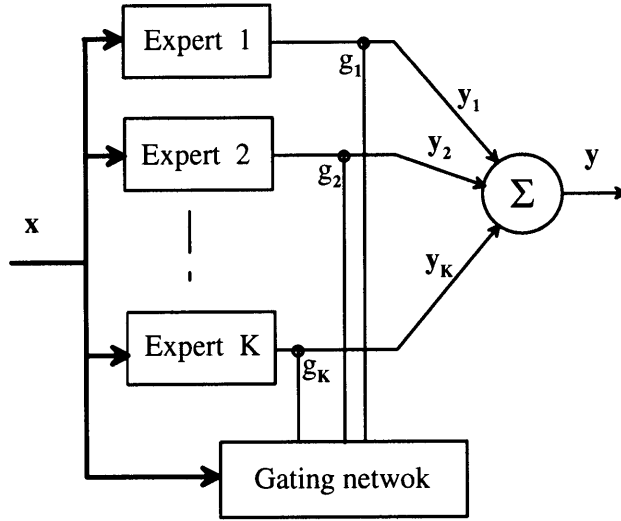 Expert 1
g1
y1
Expert 2
g2
y2
Σ
y
x
yK
Expert K
gK
Gating netwok